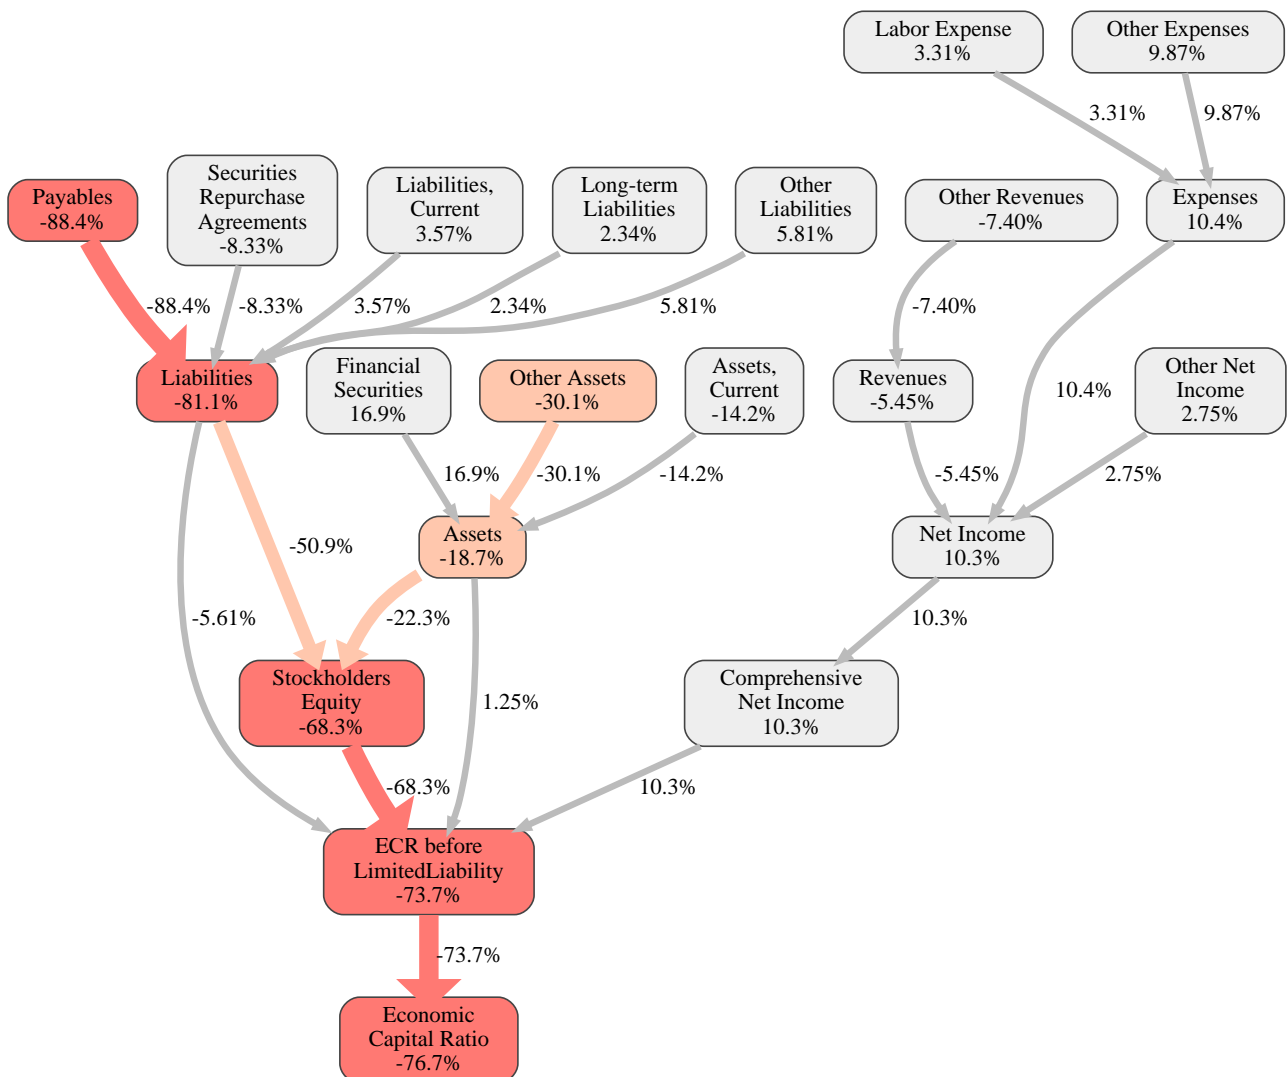 Labor Expense
3.31%
Other Expenses
9.87%
3.31%
9.87%
Payables
-88.4%
Securities
Repurchase
Agreements
-8.33%
Liabilities,
Current
3.57%
Long-term
Liabilities
2.34%
Other
Liabilities
5.81%
Other Revenues
-7.40%
Expenses
10.4%
-88.4%
-8.33%
3.57%
2.34%
5.81%
-7.40%
Liabilities
-81.1%
Financial
Securities
16.9%
Other Assets
-30.1%
Assets,
Current
-14.2%
Revenues
-5.45%
10.4%
Other Net
Income
2.75%
16.9%
-30.1%
-14.2%
-5.45%
2.75%
-50.9%
Assets
-18.7%
Net Income
10.3%
-5.61%
-22.3%
10.3%
Stockholders
Equity
-68.3%
1.25%
Comprehensive
Net Income
10.3%
-68.3%
10.3%
ECR before
LimitedLiability
-73.7%
-73.7%
Economic
Capital Ratio
-76.7%